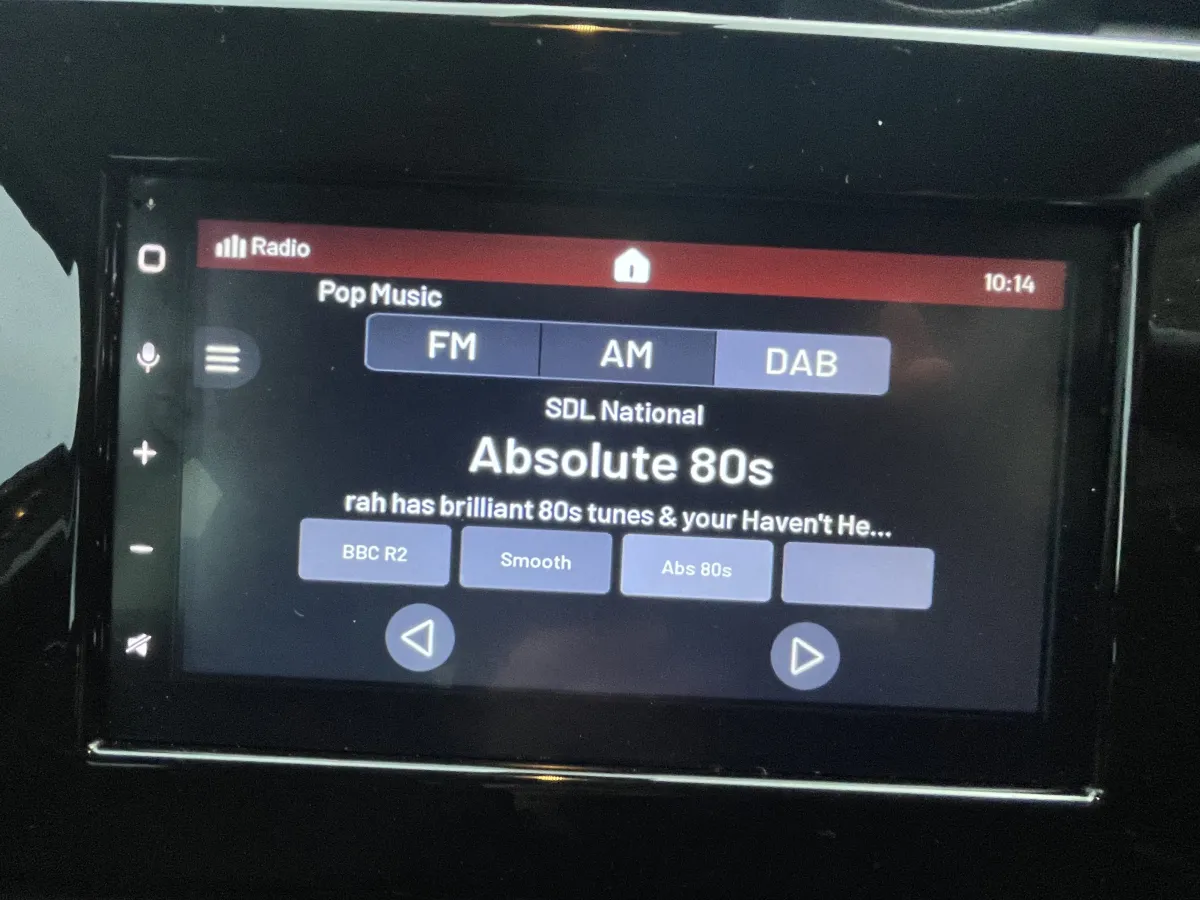 Radio
10:14
Pop Music
FM AM DAB
SDL National
Absolute 80s
rah has brilliant 80s tunes & your Haven't He...
BBC R2 Smooth Abs 80s